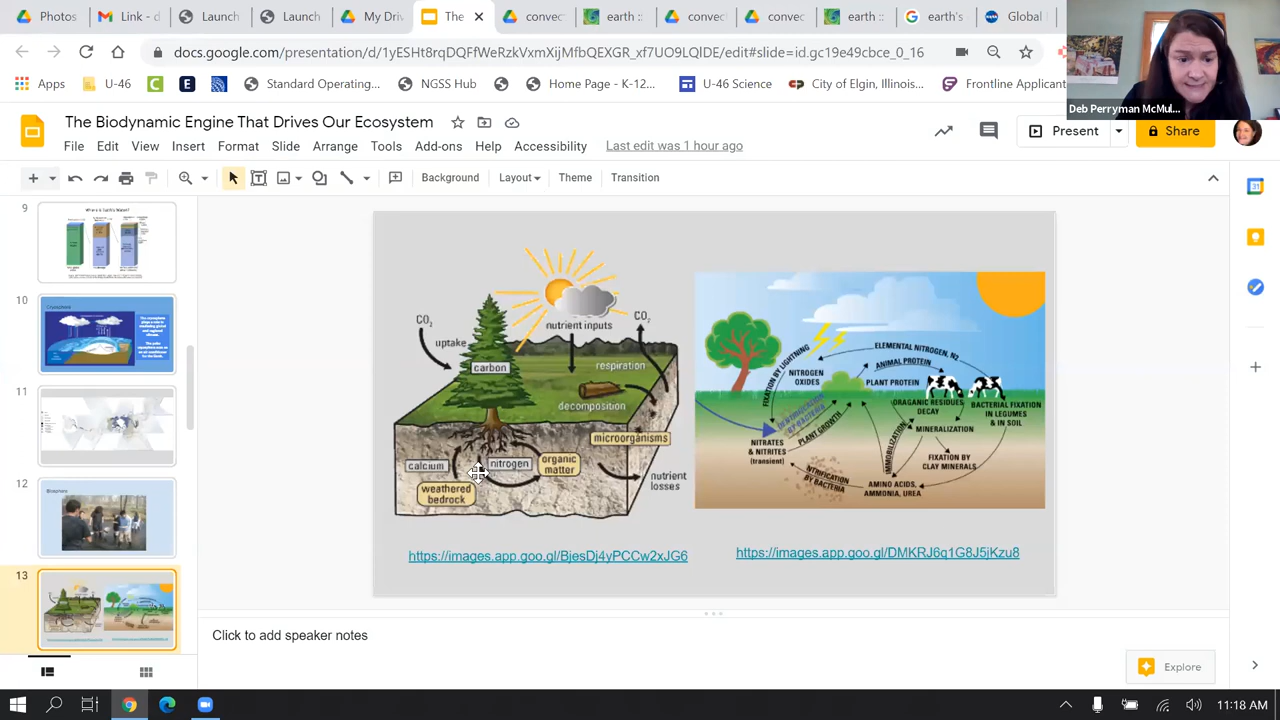 Photos
Link -
Launch
Launch
My Driv
The
convec
earth ::
convec
convec
earth ::
earth's
Global
docs.google.com/presentation/d/1yESHt8rqDQFfWeRzkVxmXijMfbQEXGR_xf7UO9LQlDE/edit#slide=id.gc19e49cbce_0_16
Apps
U-46
Standard Operating...
NGSS Hub
Home Page - K-12...
U-46 Science
City of Elgin, Illinois...
Frontline Applicant
Deb Perryman McMul...
The Biodynamic Engine That Drives Our Ecosystem
File Edit View Insert Format Slide Arrange Tools Add-ons Help Accessibility
Last edit was 1 hour ago
Present
Share
Background
Layout
Theme
Transition
9
10
Cryosphere
11
12
Biosphere
13
CO2
uptake
carbon
nutrient inputs
CO2
respiration
decomposition
microorganisms
calcium
nitrogen
organic
matter
weathered
bedrock
nutrient
losses
FIXATION BY LIGHTNING
NITROGEN
OXIDES
ELEMENTAL NITROGEN, N2
ANIMAL PROTEIN
PLANT PROTEIN
ORAGANIC RESIDUES
DECAY
BACTERIAL FIXATION
IN LEGUMES
& IN SOIL
DENITRIFICATION
BY BACTERIA
PLANT GROWTH
NITRATES
& NITRITES
(transient)
IMMOBILIZATION
MINERALIZATION
FIXATION BY
CLAY MINERALS
NITRIFICATION
BY BACTERIA
AMINO ACIDS,
AMMONIA, UREA
https://images.app.goo.gl/BjesDj4yPCCw2xJG6
https://images.app.goo.gl/DMKRJ6q1G8J5jKzu8
Click to add speaker notes
Explore
11:18 AM